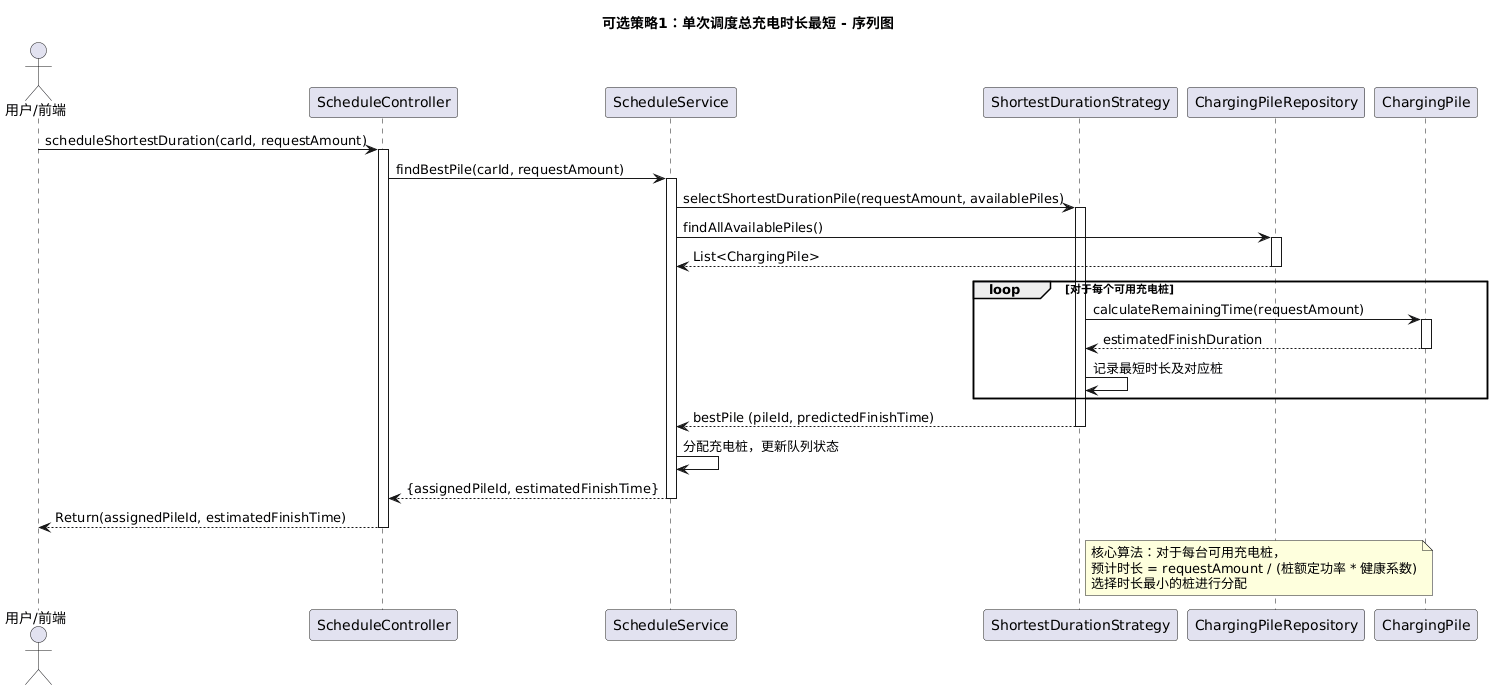 可选策略1：单次调度总充电时长最短 - 序列图
用户/前端
ScheduleController
ScheduleService
ShortestDurationStrategy
ChargingPileRepository
ChargingPile
scheduleShortestDuration(carId, requestAmount)
findBestPile(carId, requestAmount)
selectShortestDurationPile(requestAmount, availablePiles)
findAllAvailablePiles()
List<ChargingPile>
loop [对于每个可用充电桩]
calculateRemainingTime(requestAmount)
estimatedFinishDuration
记录最短时长及对应桩
bestPile (pileId, predictedFinishTime)
分配充电桩，更新队列状态
{assignedPileId, estimatedFinishTime}
Return(assignedPileId, estimatedFinishTime)
核心算法：对于每台可用充电桩，
预计时长 = requestAmount / (桩额定功率 * 健康系数)
选择时长最小的桩进行分配
用户/前端
ScheduleController
ScheduleService
ShortestDurationStrategy
ChargingPileRepository
ChargingPile